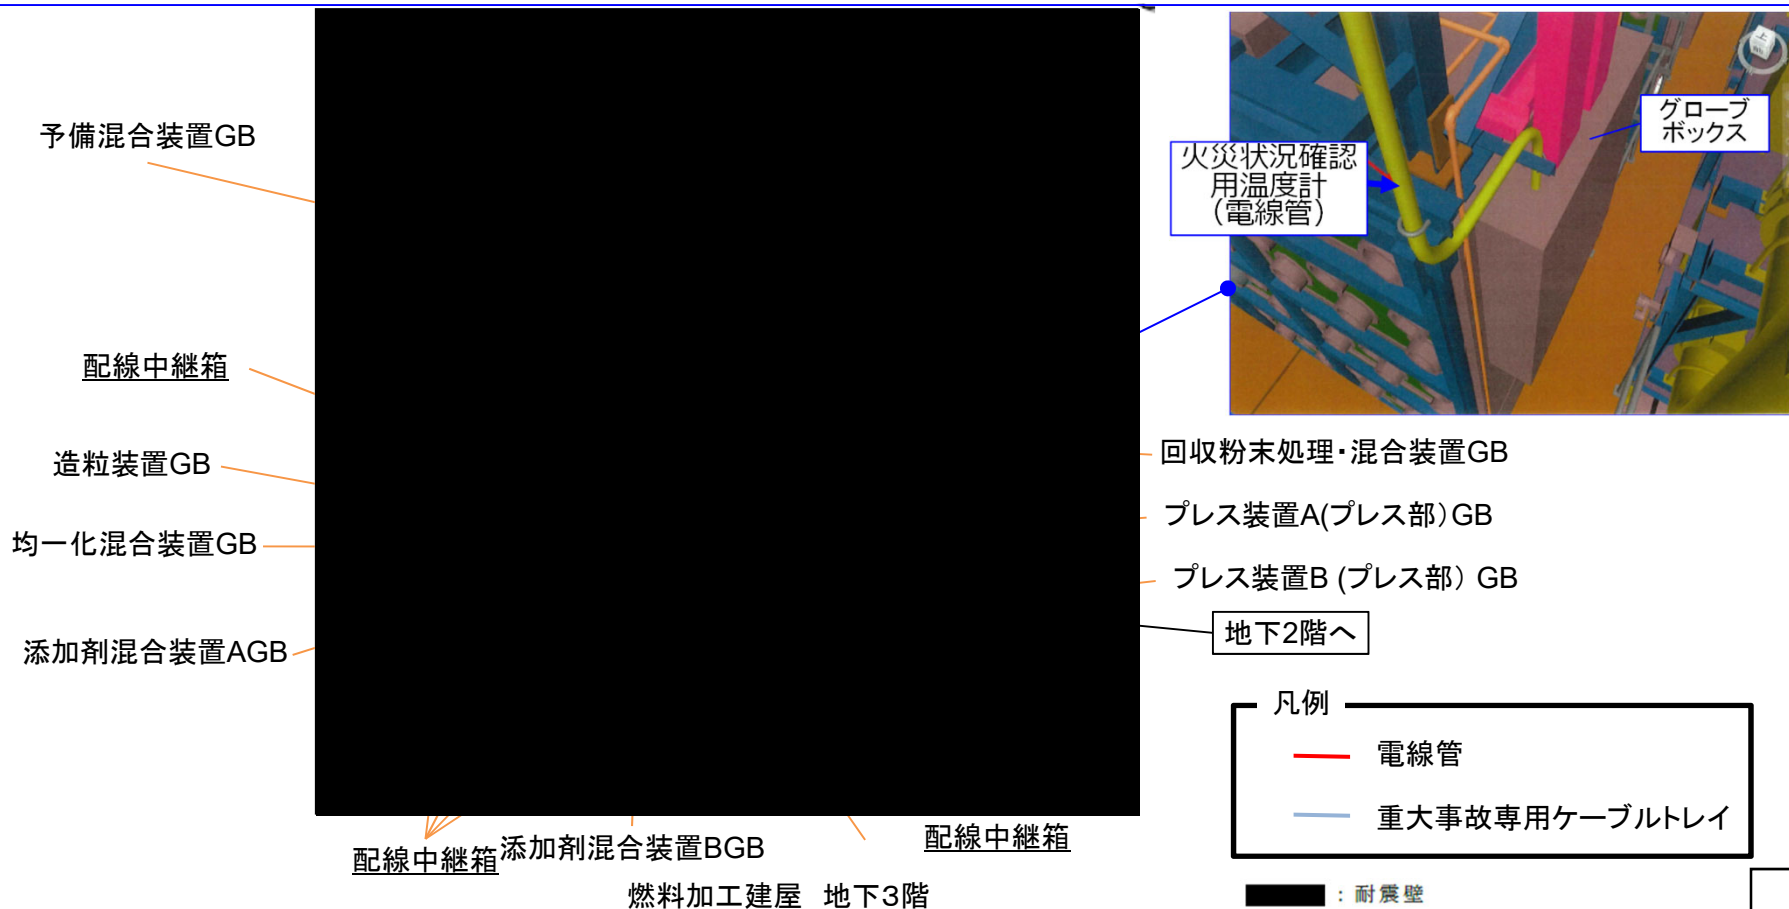 予備混合装置GB
配線中継箱
造粒装置GB
均一化混合装置GB
添加剤混合装置AGB
配線中継箱
添加剤混合装置BGB
配線中継箱
燃料加工建屋 地下3階
火災状況確認
用温度計
（電線管）
グローブ
ボックス
上
回収粉末処理・混合装置GB
プレス装置A(プレス部）GB
プレス装置B (プレス部） GB
地下2階へ
凡例
電線管
重大事故専用ケーブルトレイ
：耐震壁